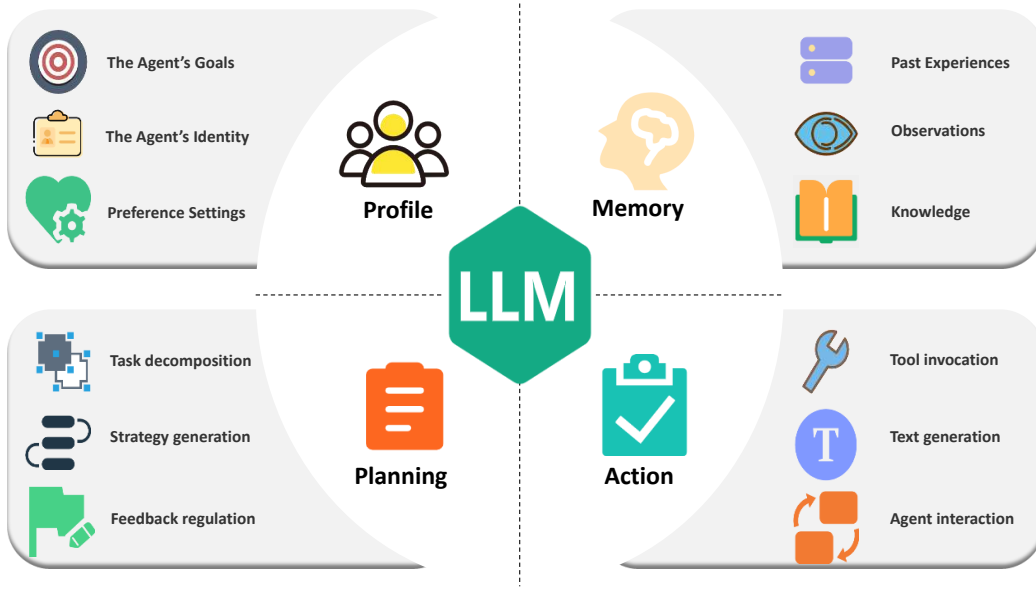 The Agent's Goals
The Agent's Identity
Preference Settings
Profile
Memory
Past Experiences
Observations
Knowledge
LLM
Task decomposition
Strategy generation
Feedback regulation
Planning
Action
Tool invocation
T
Text generation
Agent interaction